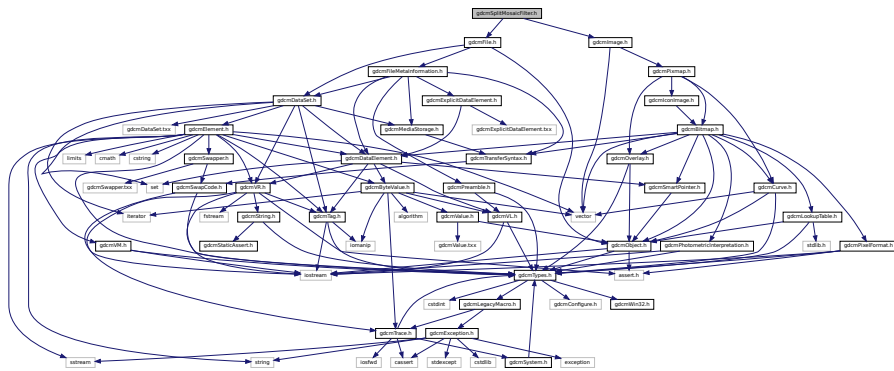 gdcmSplitMosaicFilter.h
gdcmFile.h
gdcmImage.h
gdcmFileMetaInformation.h
gdcmPixmap.h
gdcmDataSet.h
gdcmExplicitDataElement.h
gdcmIconImage.h
gdcmDataSet.txx
gdcmElement.h
gdcmMediaStorage.h
gdcmExplicitDataElement.txx
gdcmBitmap.h
limits
cmath
cstring
gdcmSwapper.h
gdcmDataElement.h
gdcmTransferSyntax.h
gdcmOverlay.h
gdcmSwapper.txx
set
gdcmSwapCode.h
gdcmVR.h
gdcmByteValue.h
gdcmPreamble.h
gdcmSmartPointer.h
gdcmCurve.h
iterator
fstream
gdcmString.h
gdcmTag.h
algorithm
gdcmValue.h
gdcmVL.h
vector
gdcmLookupTable.h
gdcmVM.h
gdcmStaticAssert.h
iomanip
gdcmValue.txx
gdcmObject.h
gdcmPhotometricInterpretation.h
stdlib.h
gdcmPixelFormat.h
iostream
gdcmTypes.h
assert.h
cstdint
gdcmLegacyMacro.h
gdcmConfigure.h
gdcmWin32.h
gdcmTrace.h
gdcmException.h
sstream
string
iosfwd
cassert
stdexcept
cstdlib
gdcmSystem.h
exception